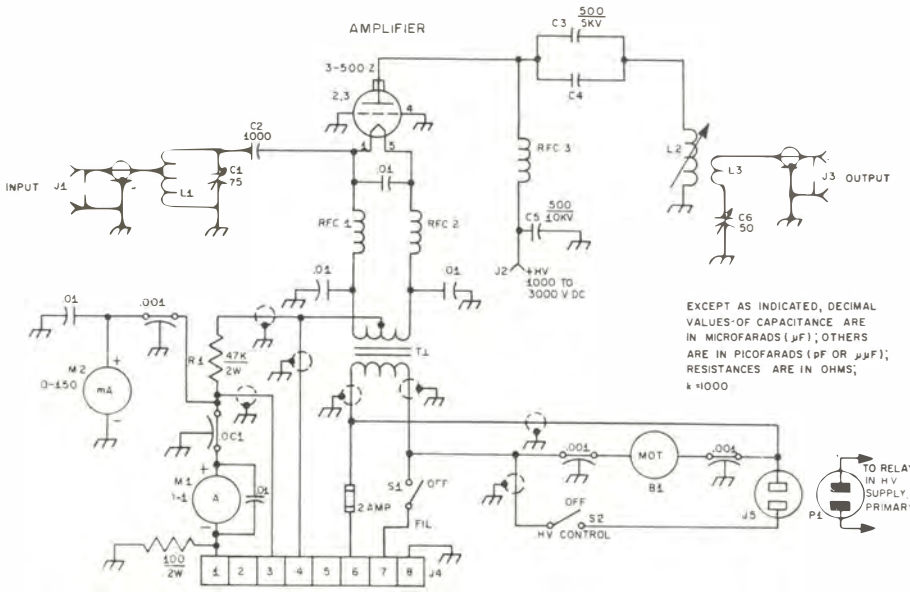 AMPLIFIER
3-500 Z
2,3
4
1
5
C2
1000
C1
75
INPUT
J1
L1
.01
RFC 1
RFC 2
RFC 3
500
5KV
C3
C4
L2
L3
J3 OUTPUT
C6
50
500
10KV
C5
J2
+HV
1000 TO
3000 V DC
.01
.01
.01
.001
M2
0-150
mA
+
-
R1
47K
2W
T1
.001
M1
0-1
A
+
-
.01
100
2W
2 AMP
S1
OFF
FIL
.001
MOT
B1
.001
OFF
S2
HV CONTROL
J5
P1
TO RELAY
IN HV
SUPPLY
PRIMARY
1 2 3 4 5 6 7 8 J4
EXCEPT AS INDICATED, DECIMAL
VALUES OF CAPACITANCE ARE
IN MICROFARADS (µF); OTHERS
ARE IN PICOFARADS (pF OR µµF);
RESISTANCES ARE IN OHMS;
k=1000